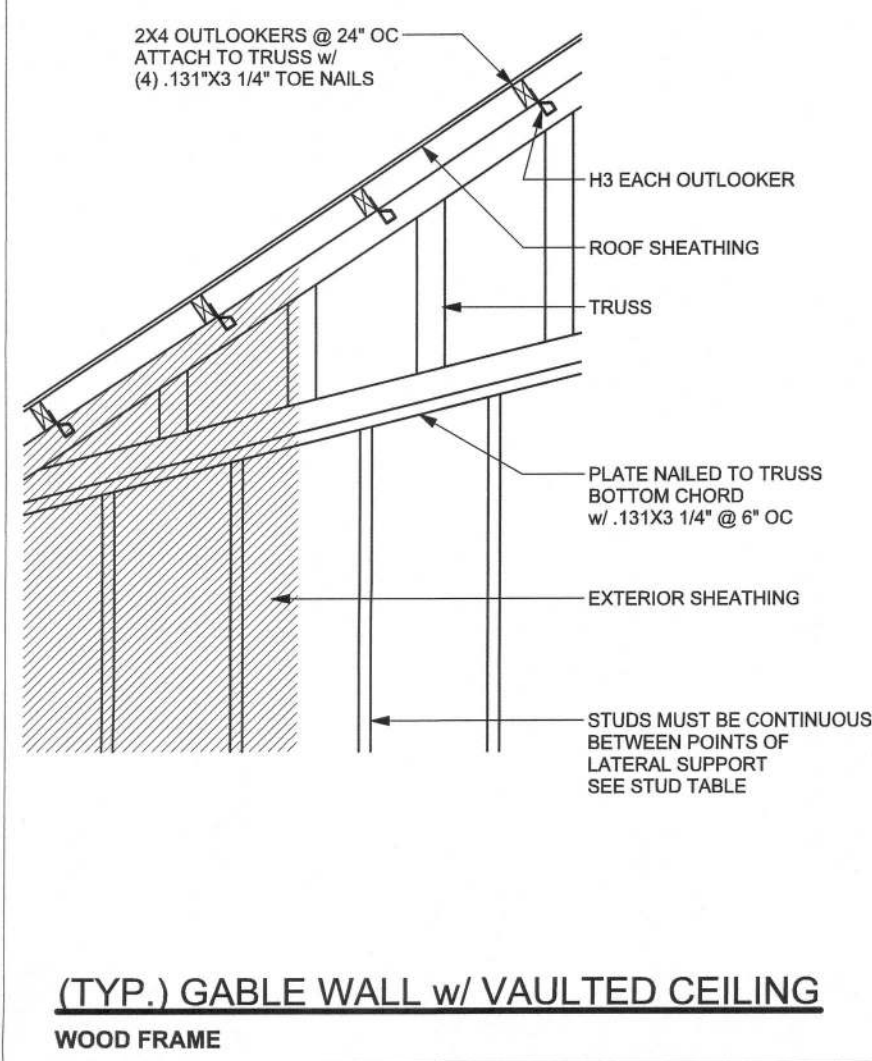 2X4 OUTLOOKERS @ 24" OC
ATTACH TO TRUSS w/
(4) .131"X3 1/4" TOE NAILS
H3 EACH OUTLOOKER
ROOF SHEATHING
TRUSS
PLATE NAILED TO TRUSS
BOTTOM CHORD
w/ .131X3 1/4" @ 6" OC
EXTERIOR SHEATHING
STUDS MUST BE CONTINUOUS
BETWEEN POINTS OF
LATERAL SUPPORT
SEE STUD TABLE
(TYP.) GABLE WALL w/ VAULTED CEILING
WOOD FRAME